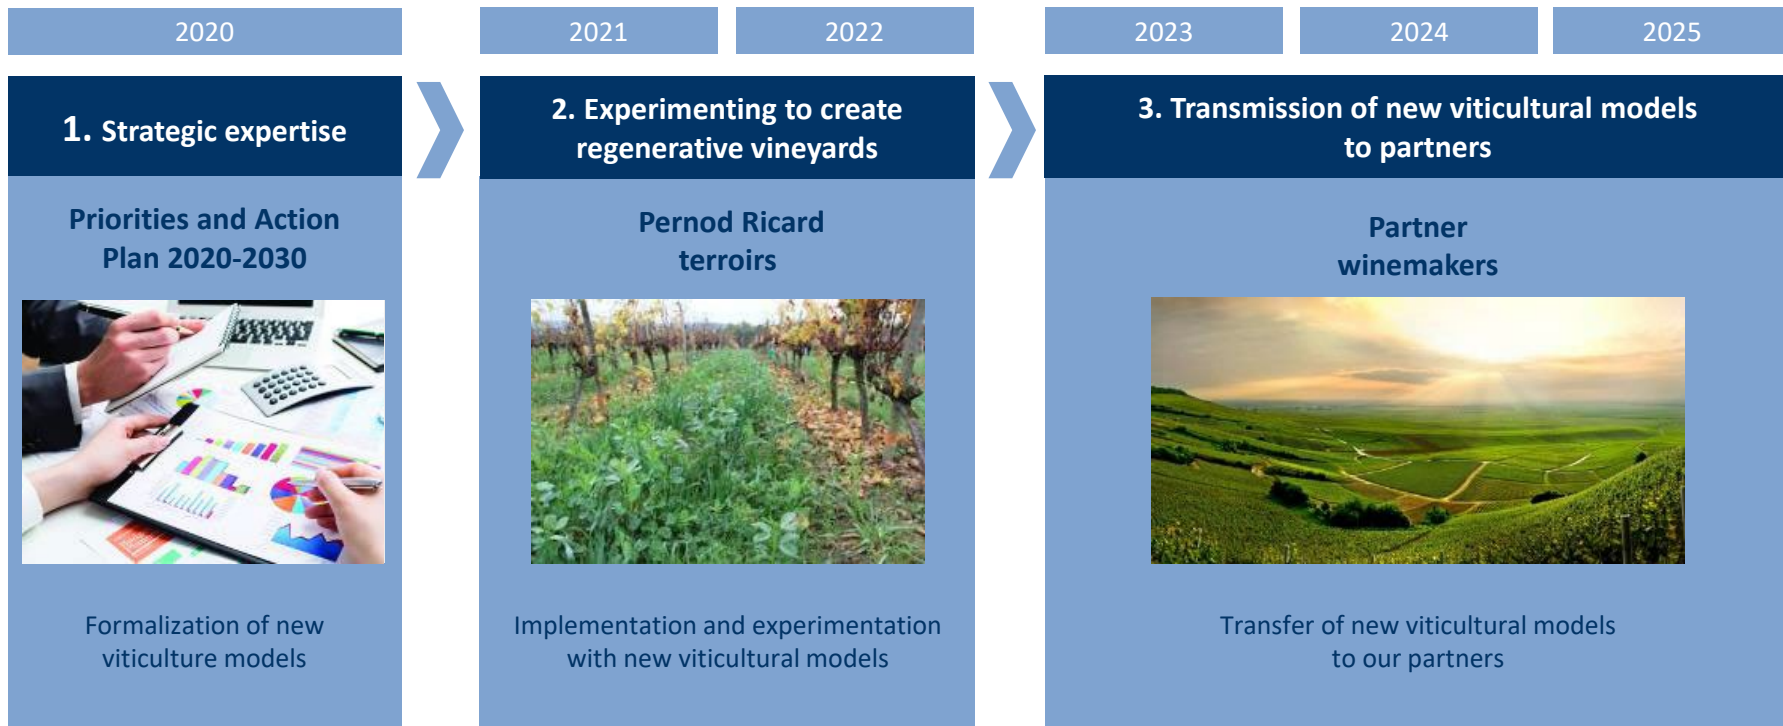 2020
2021
2022
2023
2024
2025
1. Strategic expertise
2. Experimenting to create
regenerative vineyards
3. Transmission of new viticultural models
to partners
Priorities and Action
Plan 2020-2030
Pernod Ricard
terroirs
Partner
winemakers
Formalization of new
viticulture models
Implementation and experimentation
with new viticultural models
Transfer of new viticultural models
to our partners